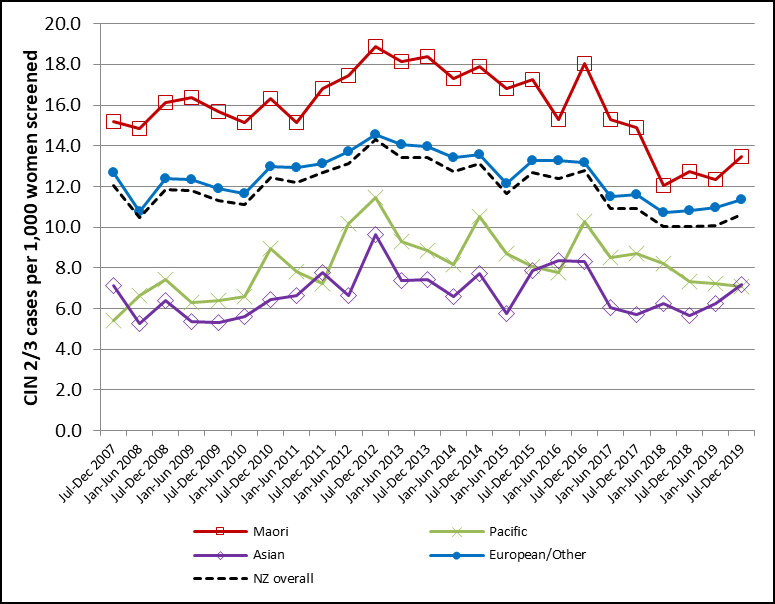 CIN 2/3 cases per 1,000 women screened
20.0
18.0
16.0
14.0
12.0
10.0
8.0
6.0
4.0
2.0
0.0
Jul-Dec 2007
Jan-Jun 2008
Jul-Dec 2008
Jan-Jun 2009
Jul-Dec 2009
Jan-Jun 2010
Jul-Dec 2010
Jan-Jun 2011
Jul-Dec 2011
Jan-Jun 2012
Jul-Dec 2012
Jan-Jun 2013
Jul-Dec 2013
Jan-Jun 2014
Jul-Dec 2014
Jan-Jun 2015
Jul-Dec 2015
Jan-Jun 2016
Jul-Dec 2016
Jan-Jun 2017
Jul-Dec 2017
Jan-Jun 2018
Jul-Dec 2018
Jan-Jun 2019
Jul-Dec 2019
Maori
Pacific
Asian
European/Other
NZ overall